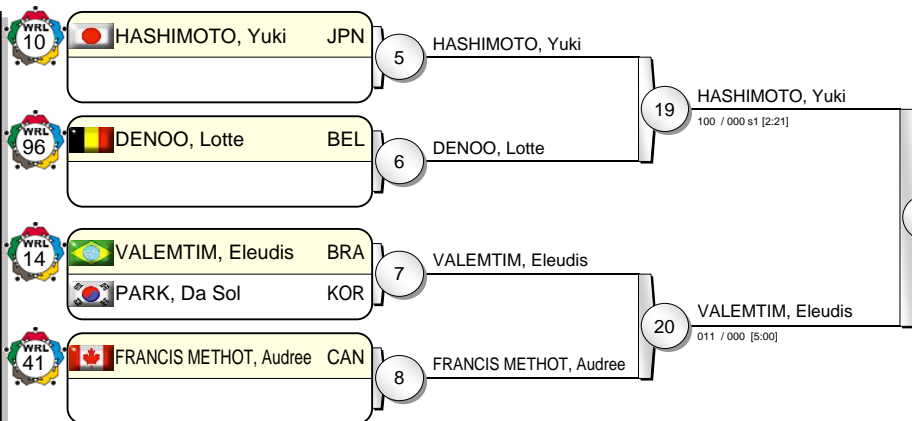 WRL
10
HASHIMOTO, Yuki JPN
5
HASHIMOTO, Yuki
19
HASHIMOTO, Yuki
100 / 000 s1 [2:21]
WRL
96
DENOO, Lotte BEL
6
DENOO, Lotte
WRL
14
VALEMTIM, Eleudis BRA
7
VALEMTIM, Eleudis
PARK, Da Sol KOR
20
VALEMTIM, Eleudis
011 / 000 [5:00]
WRL
41
FRANCIS METHOT, Audree CAN
8
FRANCIS METHOT, Audree